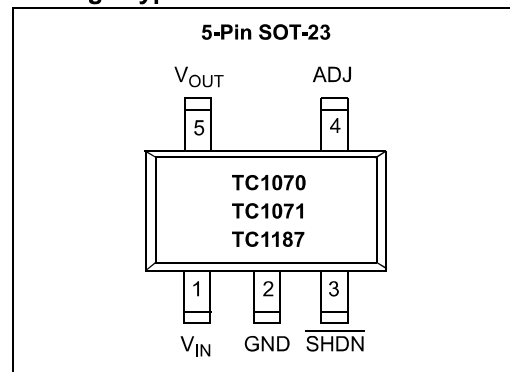 5-Pin SOT-23
VOUT ADJ
5 4
TC1070
TC1071
TC1187
1 2 3
VIN GND SHDN